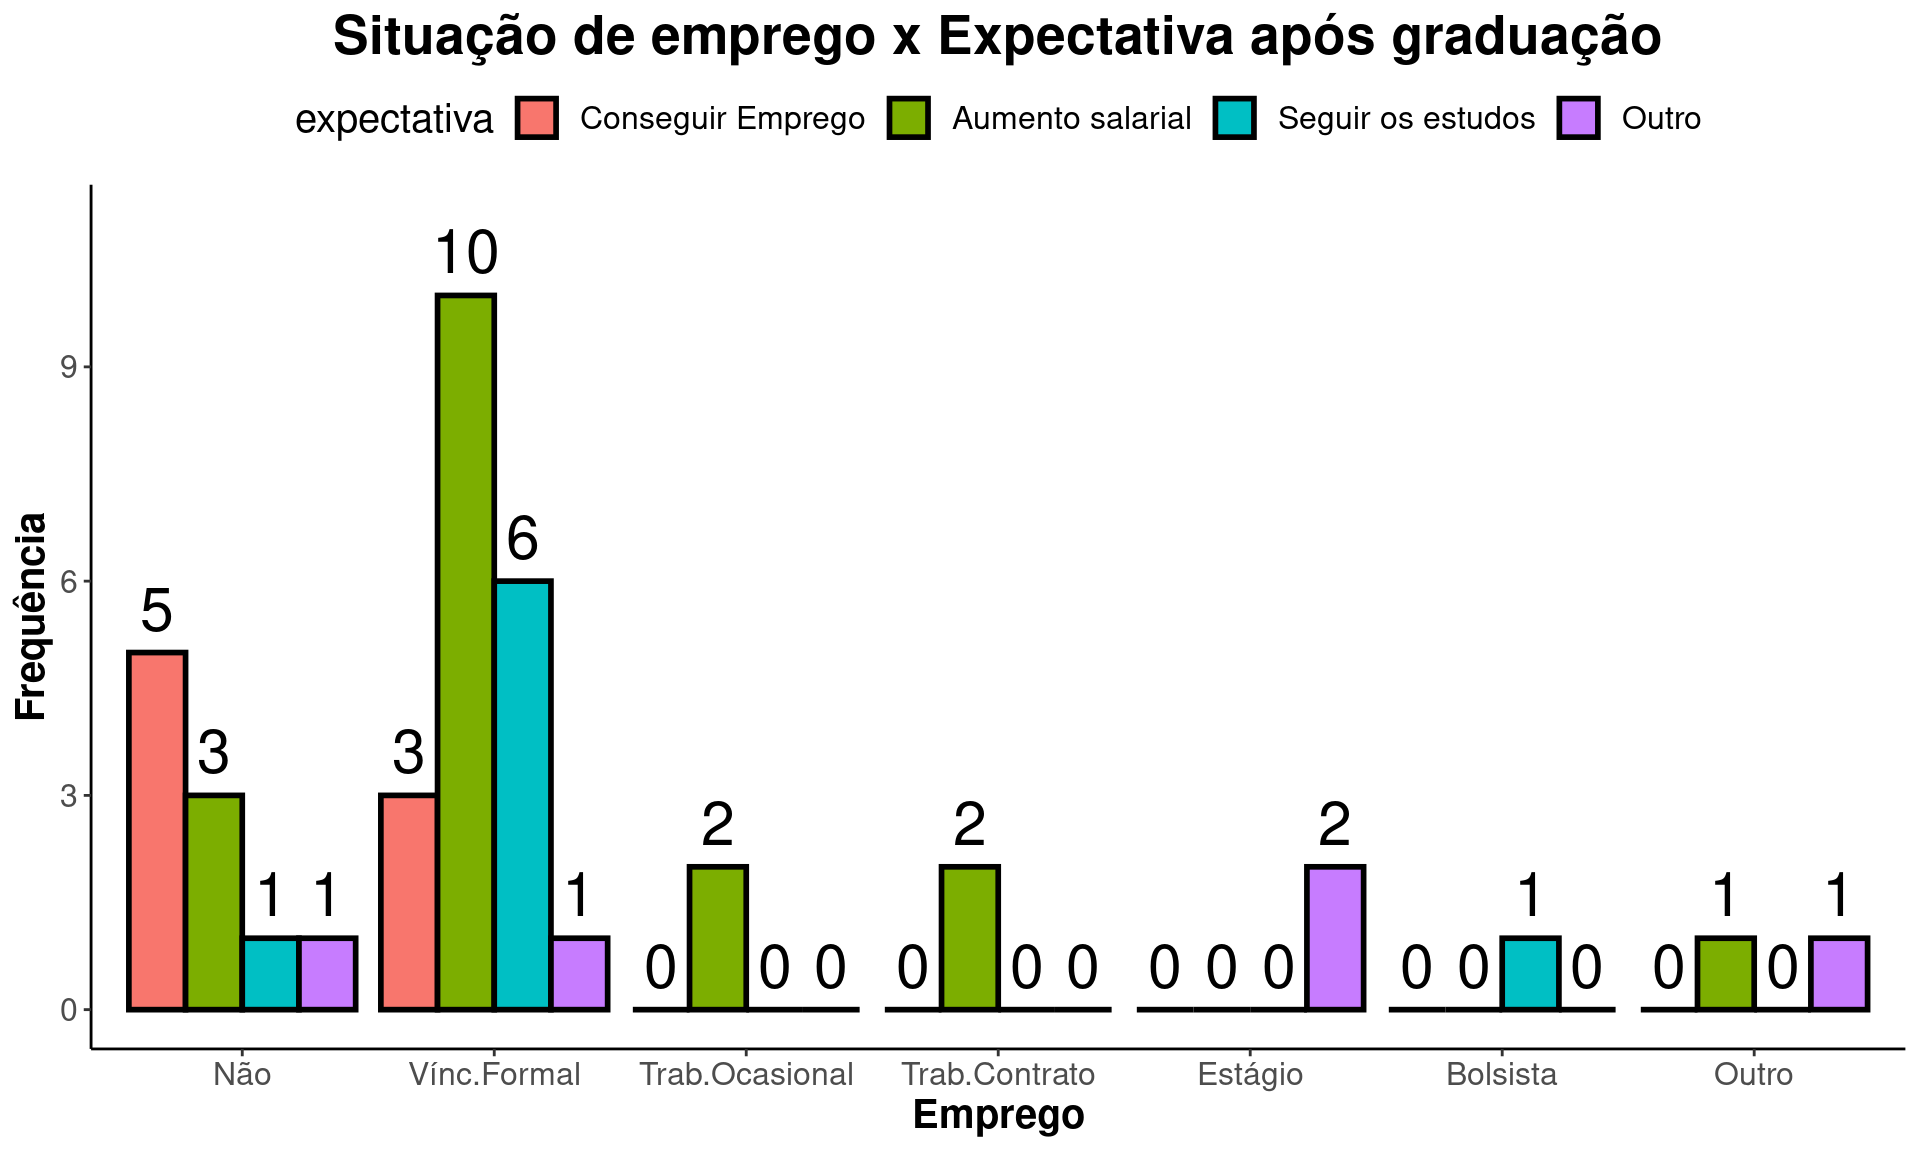 Situação de emprego x Expectativa após graduação
expectativa Conseguir Emprego Aumento salarial Seguir os estudos Outro
Frequência
9
6
3
0
5 3 1 1
3 10 6 1
0 2 0 0
0 2 0 0
0 0 0 2
0 0 1 0
0 1 0 1
Não Vínc.Formal Trab.Ocasional Trab.Contrato Estágio Bolsista Outro
Emprego